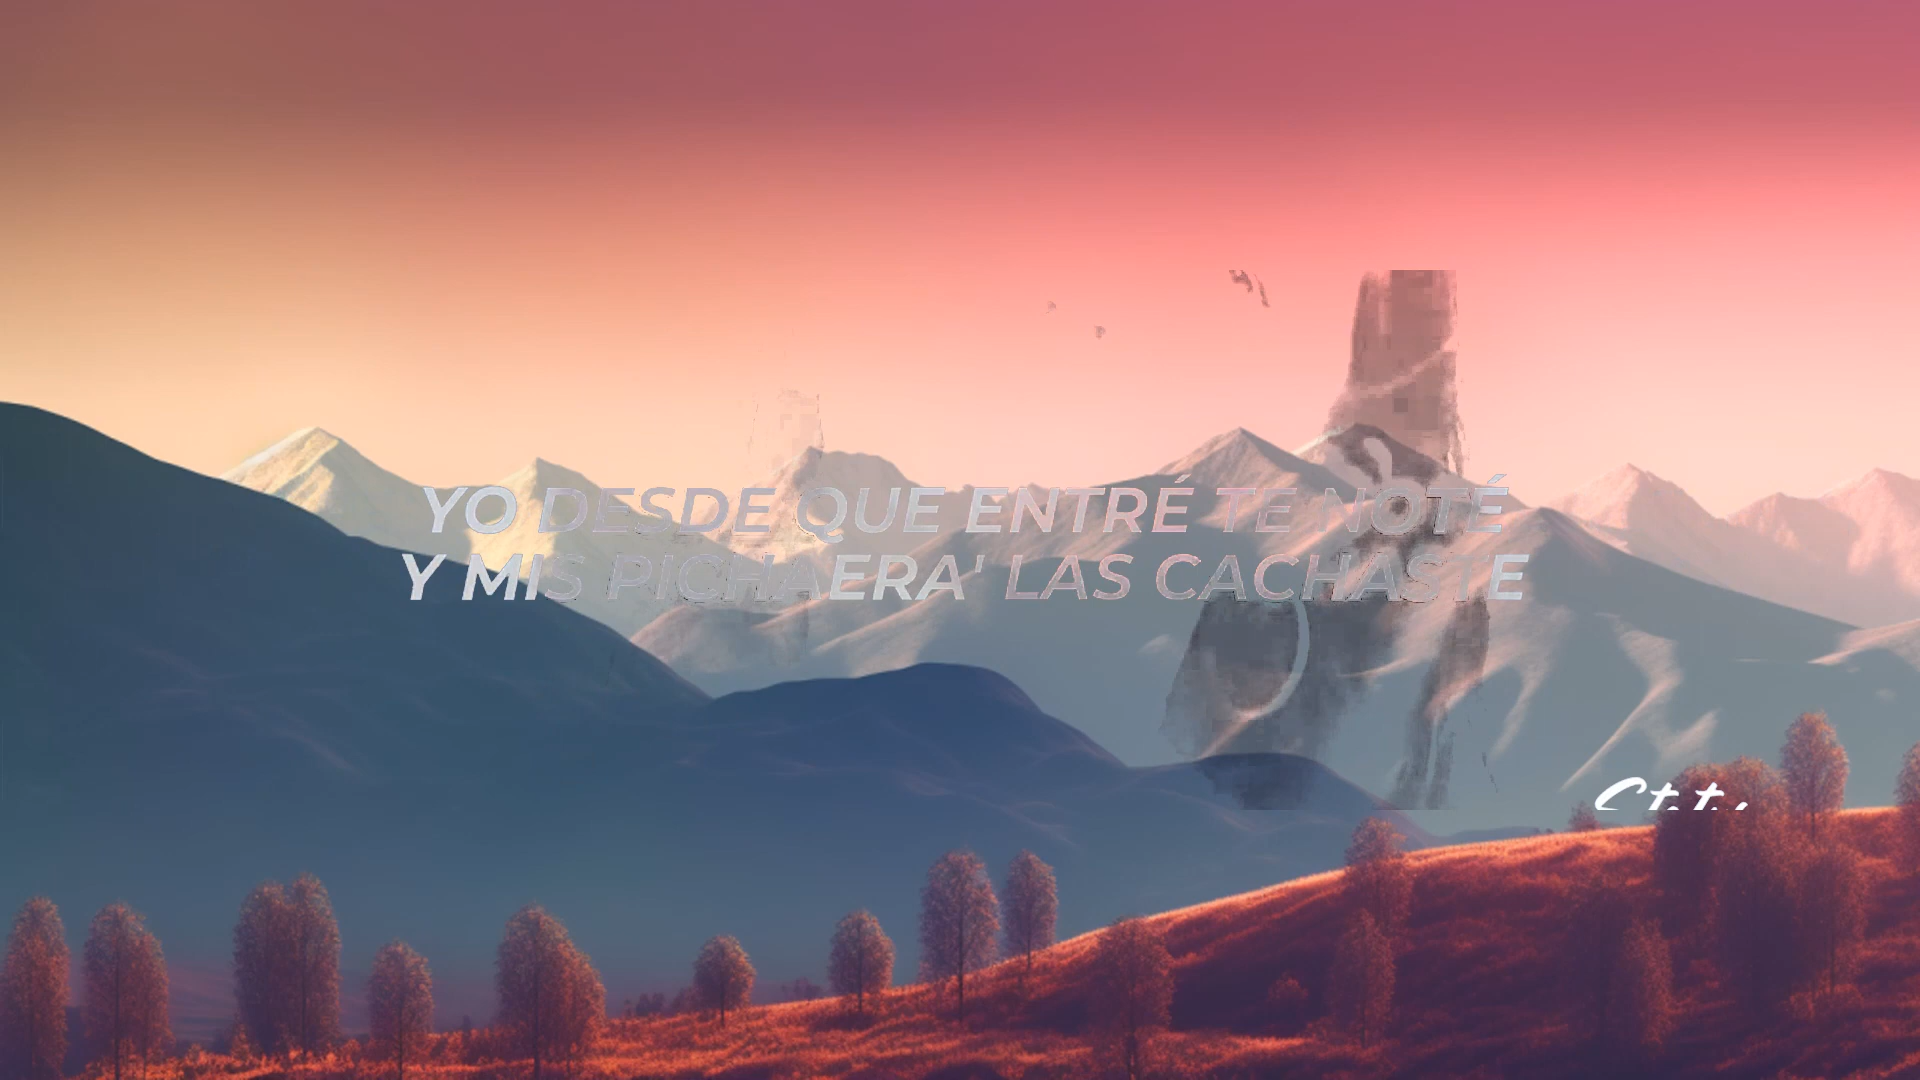 YO DESDE QUE ENTRÉ TE NOTÉ
Y MIS PICHAERA' LAS CACHASTE